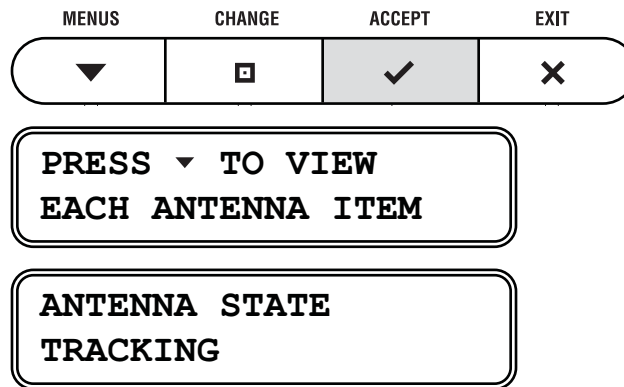 MENUS CHANGE ACCEPT EXIT
PRESS ▼ TO VIEW
EACH ANTENNA ITEM
ANTENNA STATE
TRACKING